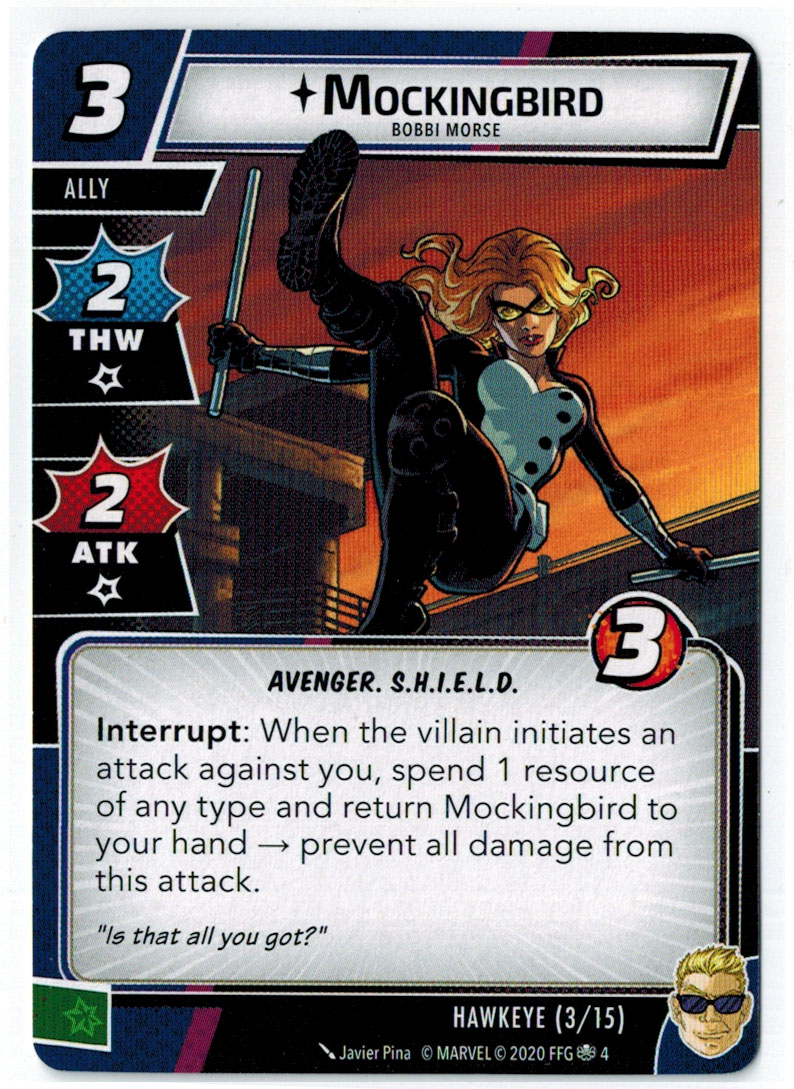 3
MOCKINGBIRD
BOBBI MORSE
ALLY
2
THW
2
ATK
3
AVENGER. S.H.I.E.L.D.
Interrupt: When the villain initiates an
attack against you, spend 1 resource
of any type and return Mockingbird to
your hand → prevent all damage from
this attack.
"Is that all you got?"
HAWKEYE (3/15)
Javier Pina © MARVEL © 2020 FFG 4